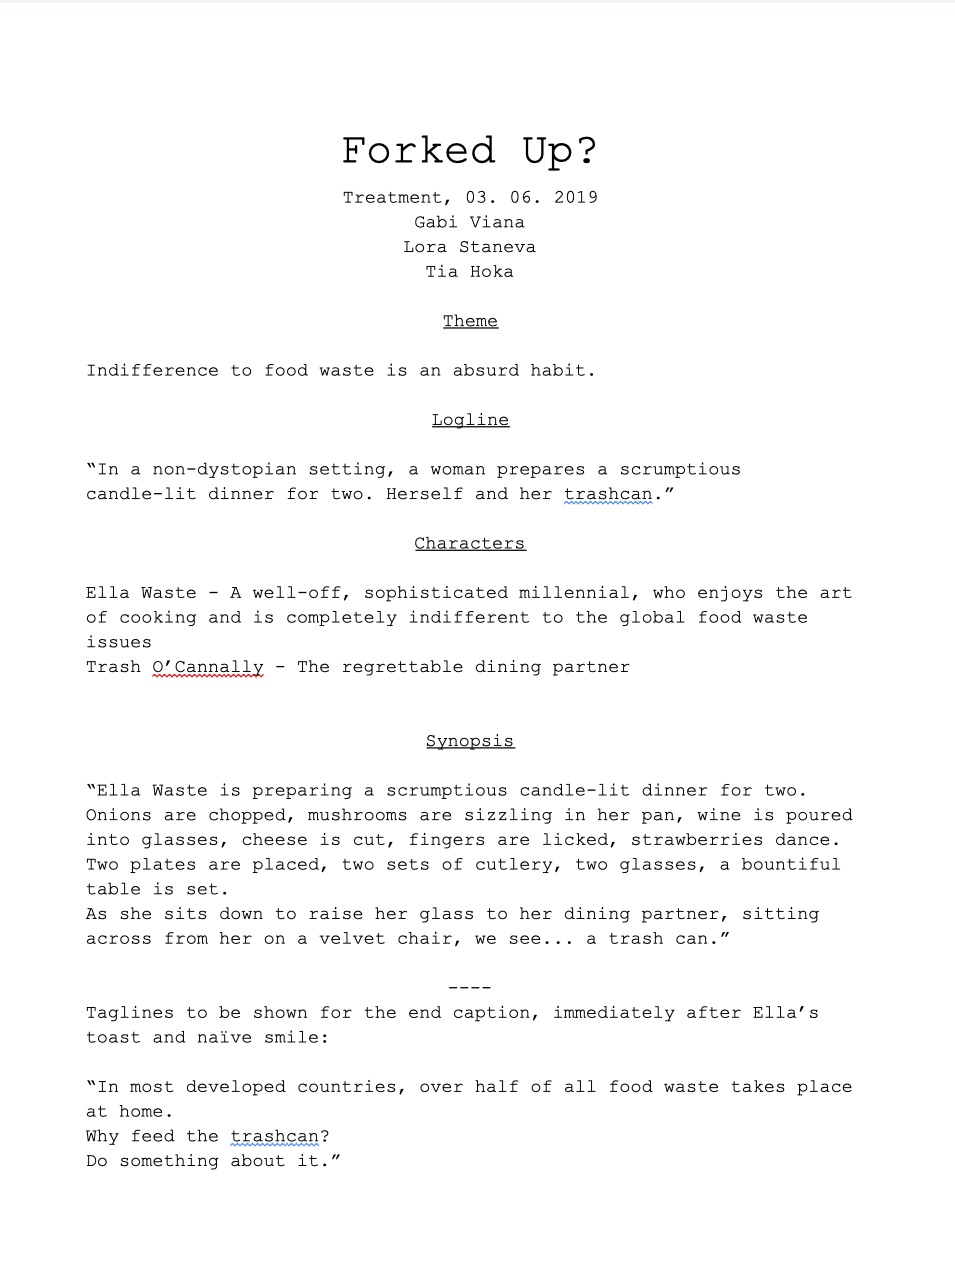 Forked Up?
Treatment, 03. 06. 2019
Gabi Viana
Lora Staneva
Tia Hoka
Theme
Indifference to food waste is an absurd habit.
Logline
“In a non-dystopian setting, a woman prepares a scrumptious
candle-lit dinner for two. Herself and her trashcan.”
Characters
Ella Waste - A well-off, sophisticated millennial, who enjoys the art
of cooking and is completely indifferent to the global food waste
issues
Trash O’Cannally - The regrettable dining partner
Synopsis
“Ella Waste is preparing a scrumptious candle-lit dinner for two.
Onions are chopped, mushrooms are sizzling in her pan, wine is poured
into glasses, cheese is cut, fingers are licked, strawberries dance.
Two plates are placed, two sets of cutlery, two glasses, a bountiful
table is set.
As she sits down to raise her glass to her dining partner, sitting
across from her on a velvet chair, we see... a trash can.”
----
Taglines to be shown for the end caption, immediately after Ella’s
toast and naïve smile:
“In most developed countries, over half of all food waste takes place
at home.
Why feed the trashcan?
Do something about it.”